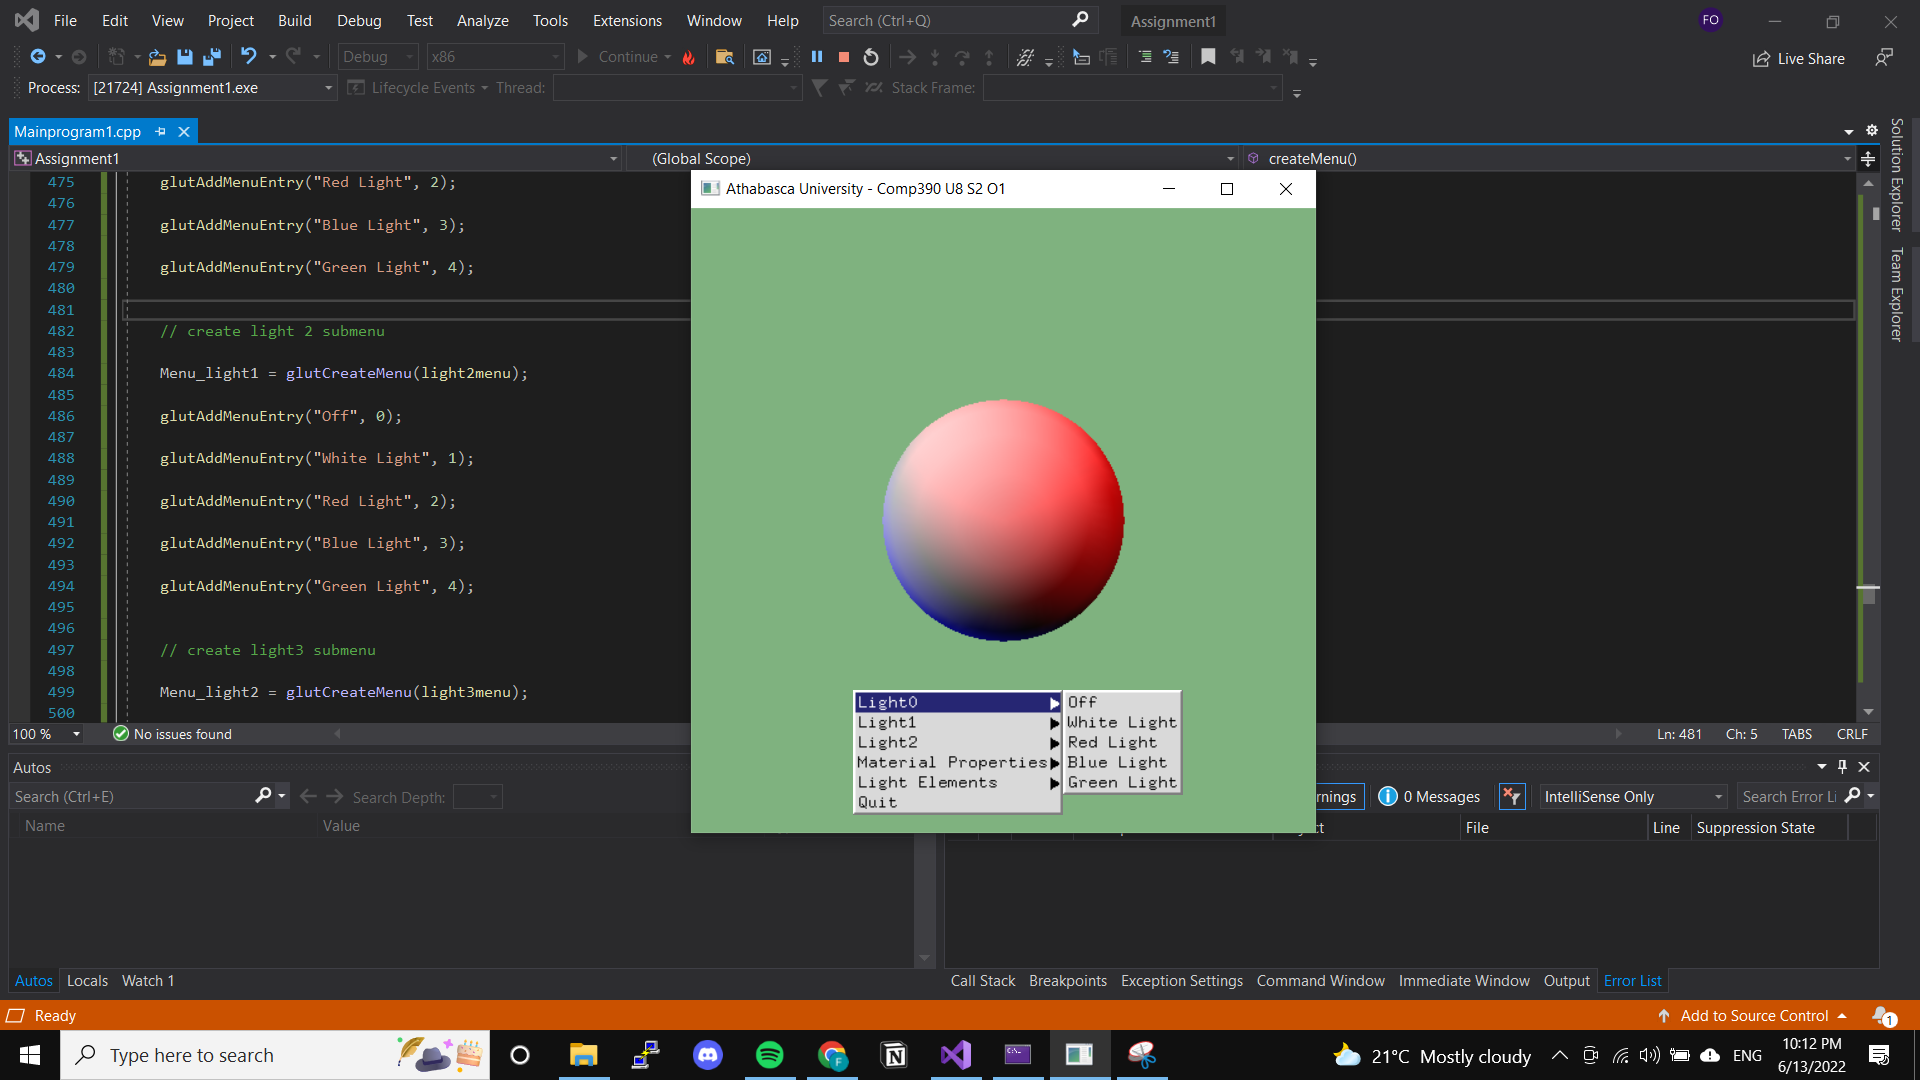 File Edit View Project Build Debug Test Analyze Tools Extensions Window Help Search (Ctrl+Q) Assignment1 FO
Debug x86 Continue Live Share
Process: [21724] Assignment1.exe Lifecycle Events Thread: Stack Frame:
Mainprogram1.cpp
Assignment1 (Global Scope) createMenu()
Solution Explorer
Team Explorer
475 glutAddMenuEntry("Red Light", 2);
476
477 glutAddMenuEntry("Blue Light", 3);
478
479 glutAddMenuEntry("Green Light", 4);
480
481
482 // create light 2 submenu
483
484 Menu_light1 = glutCreateMenu(light2menu);
485
486 glutAddMenuEntry("Off", 0);
487
488 glutAddMenuEntry("White Light", 1);
489
490 glutAddMenuEntry("Red Light", 2);
491
492 glutAddMenuEntry("Blue Light", 3);
493
494 glutAddMenuEntry("Green Light", 4);
495
496
497 // create light3 submenu
498
499 Menu_light2 = glutCreateMenu(light3menu);
500
Athabasca University - Comp390 U8 S2 O1
Light0
Light1
Light2
Material Properties
Light Elements
Quit
Off
White Light
Red Light
Blue Light
Green Light
100 % No issues found Ln: 481 Ch: 5 TABS CRLF
Autos
Search (Ctrl+E) Search Depth:
Name Value
rnings 0 Messages IntelliSense Only Search Error Li
File Line Suppression State
Autos Locals Watch 1
Call Stack Breakpoints Exception Settings Command Window Immediate Window Output Error List
Ready Add to Source Control 1
Type here to search
21°C Mostly cloudy ENG
10:12 PM
6/13/2022